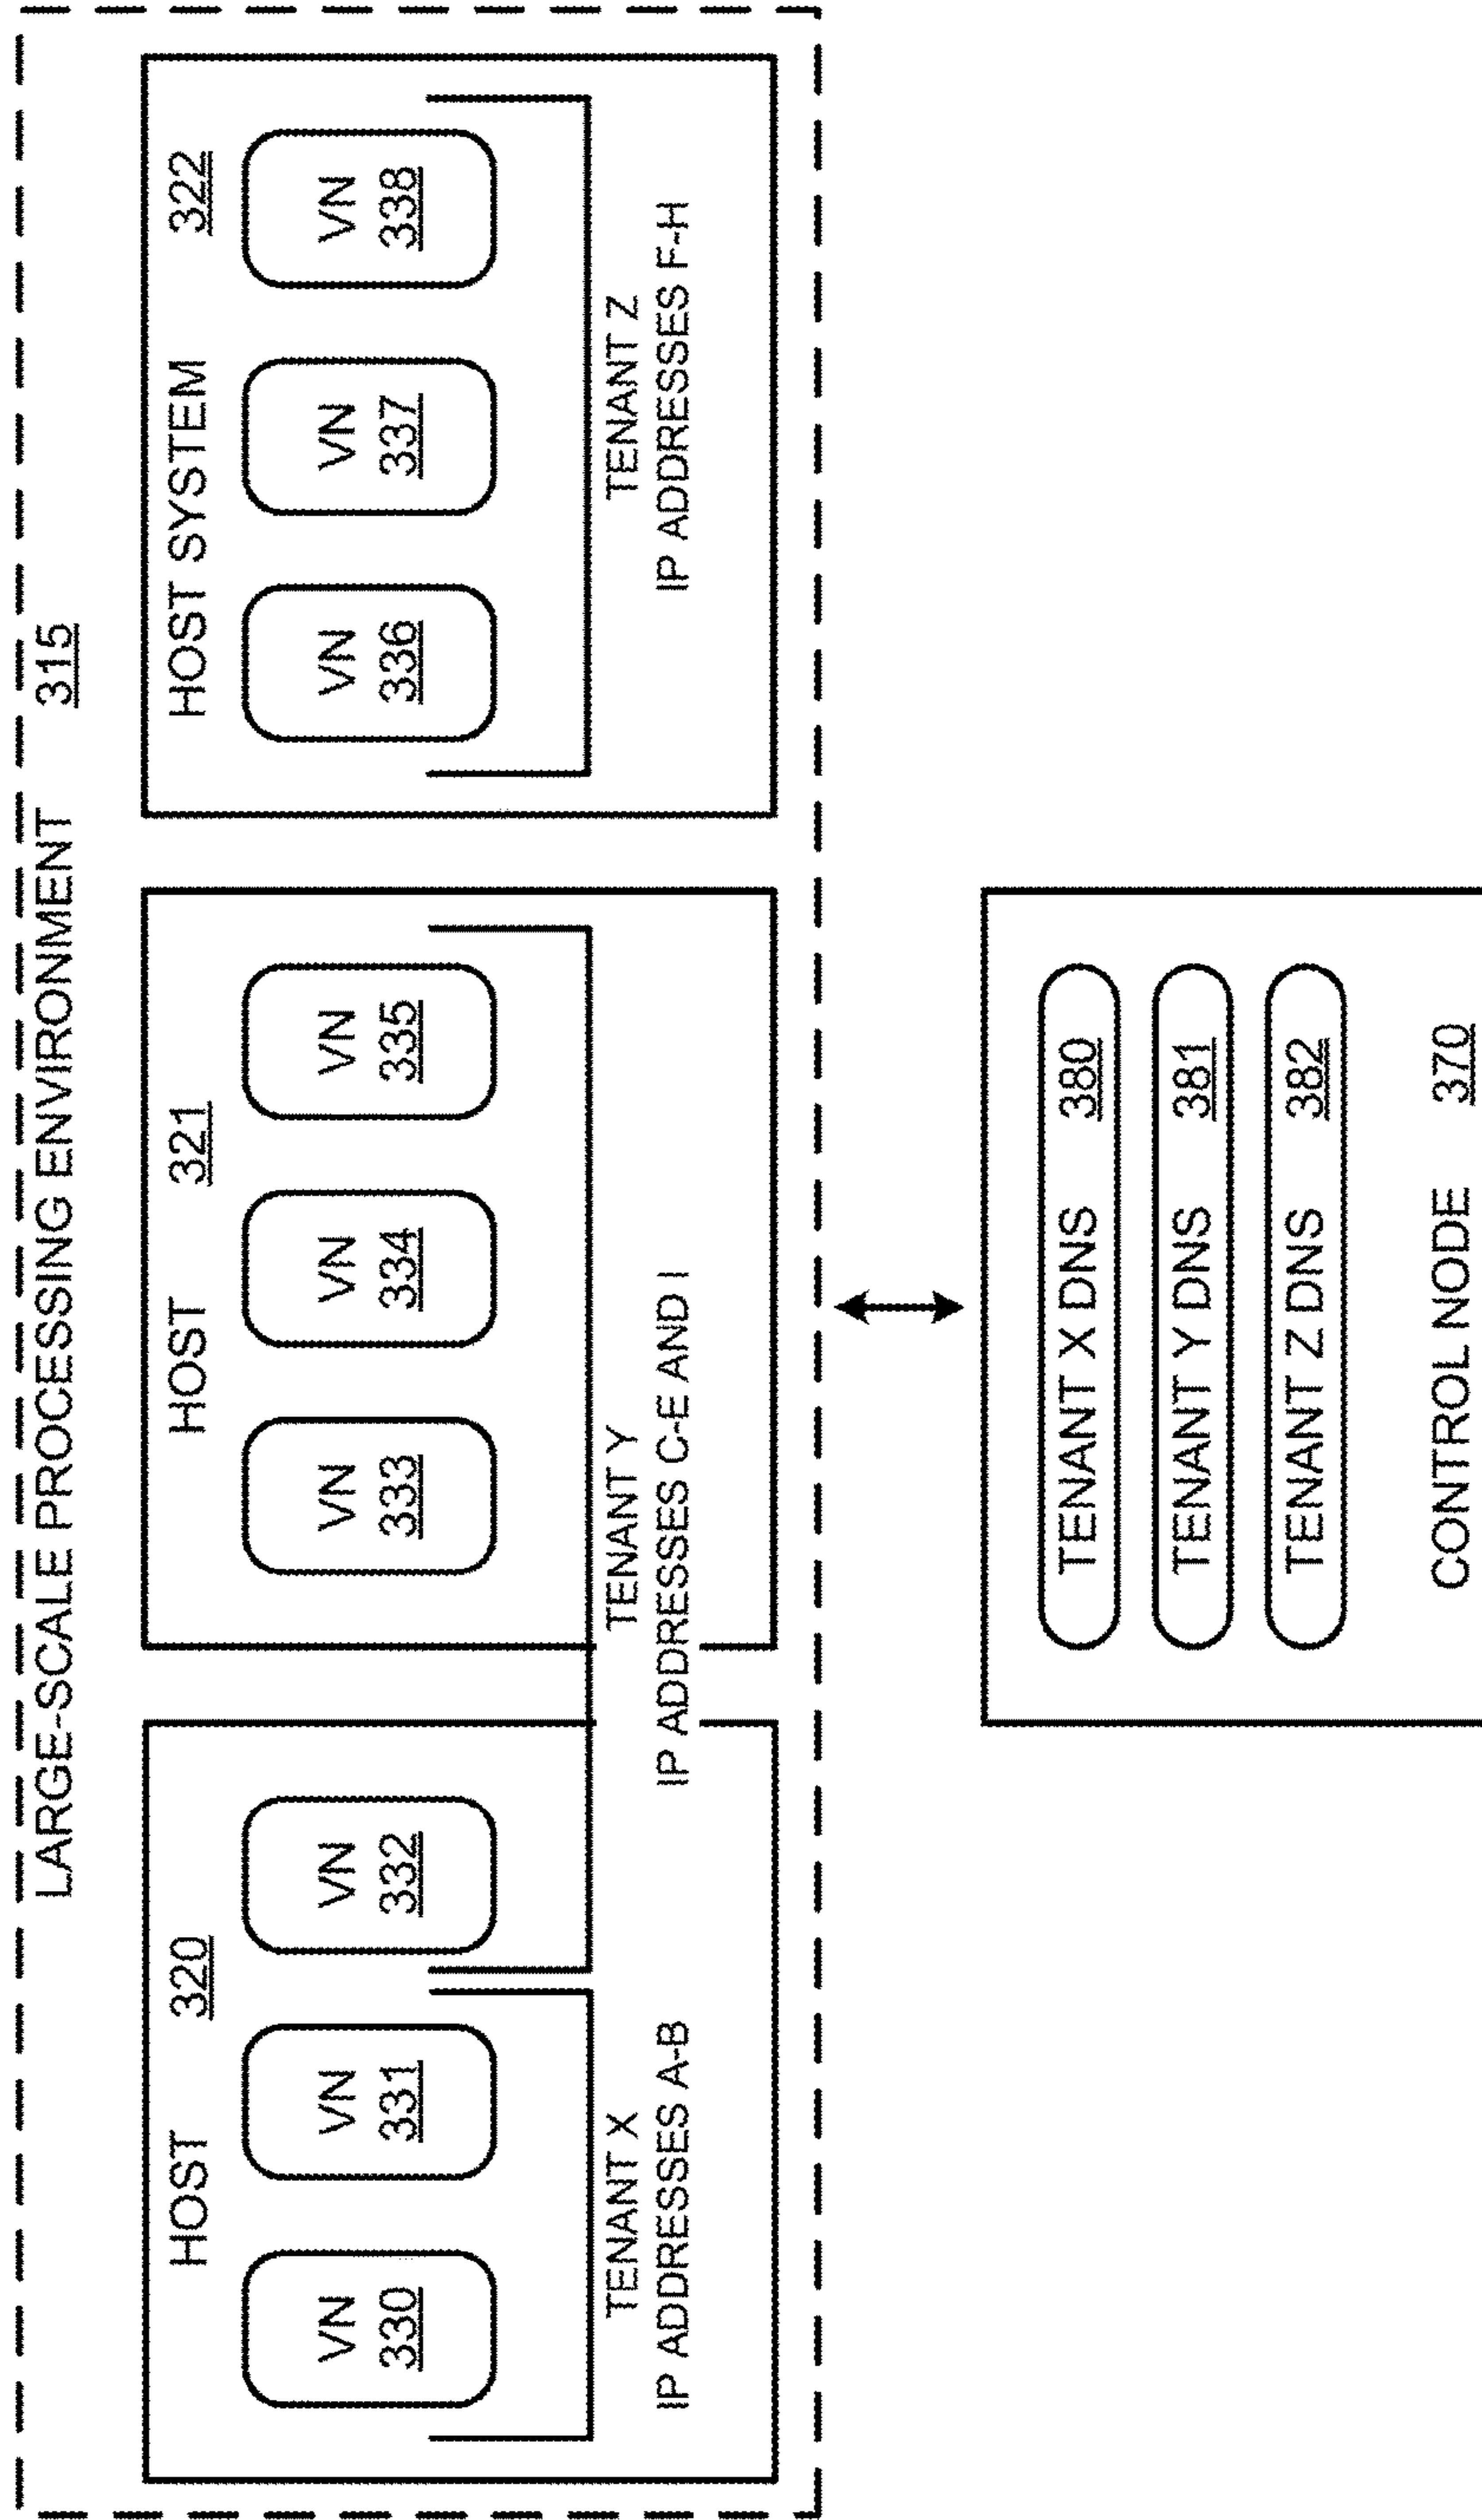 LARGE-SCALE PROCESSING ENVIRONMENT 315
HOST 320
VN
330
VN
331
VN
332
TENANT X
IP ADDRESSES A-B
HOST 321
VN
333
VN
334
VN
335
TENANT Y
IP ADDRESSES C-E AND I
HOST SYSTEM 322
VN
336
VN
337
VN
338
TENANT Z
IP ADDRESSES F-H
TENANT X DNS 380
TENANT Y DNS 381
TENANT Z DNS 382
CONTROL NODE 370